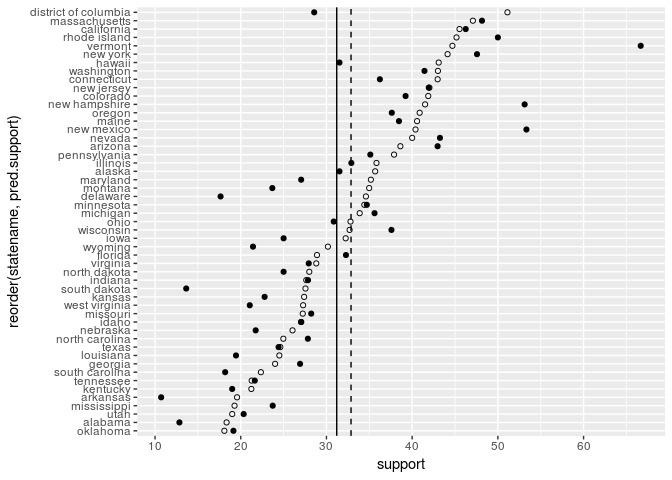 district of columbia
massachusetts
california
rhode island
vermont
new york
hawaii
washington
connecticut
new jersey
colorado
new hampshire
oregon
maine
new mexico
nevada
arizona
pennsylvania
illinois
alaska
maryland
montana
delaware
minnesota
michigan
ohio
wisconsin
iowa
wyoming
florida
virginia
north dakota
indiana
south dakota
kansas
west virginia
missouri
idaho
nebraska
north carolina
texas
louisiana
georgia
south carolina
tennessee
kentucky
arkansas
mississippi
utah
alabama
oklahoma
reorder(statename, pred.support)
10 20 30 40 50 60
support